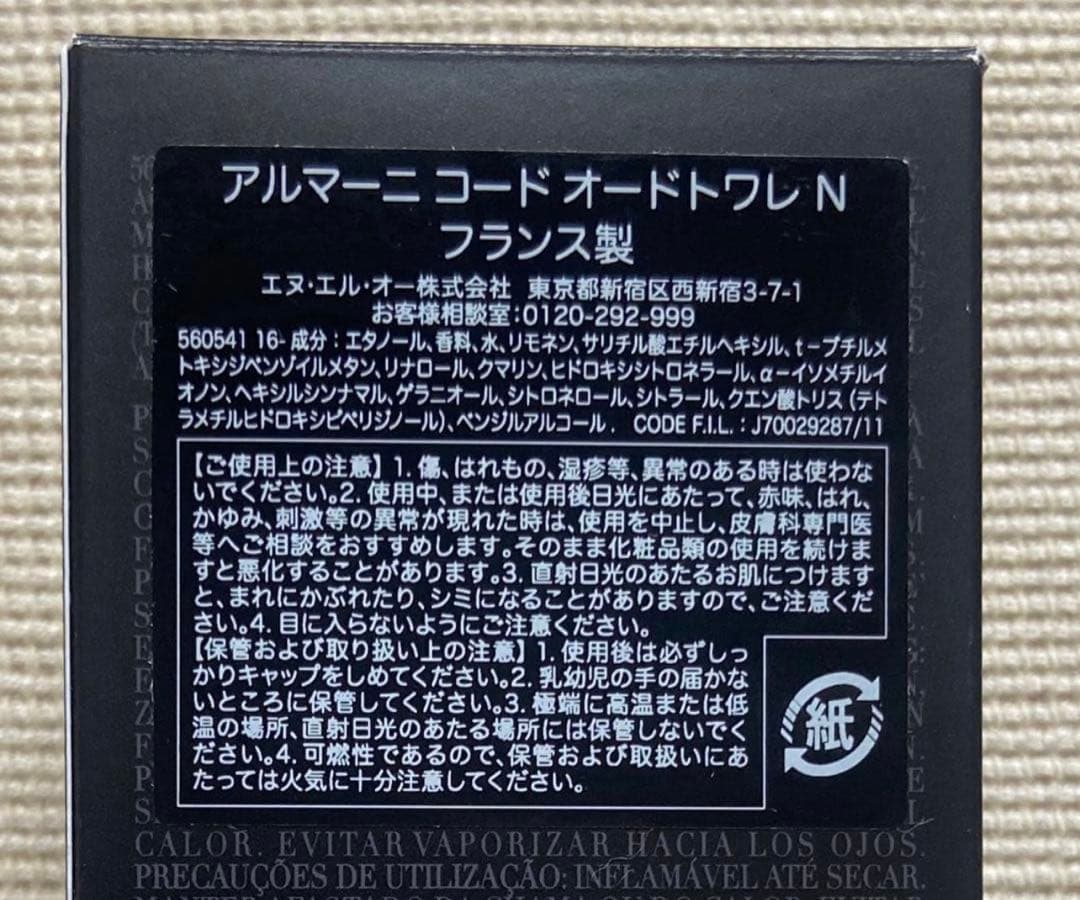 アルマーニ コード オードトワレ N
フランス製
エヌ・エル・オー株式会社 東京都新宿区西新宿3-7-1
お客様相談室:0120-292-999
560541 16- 成分：エタノール、香料、水、リモネン、サリチル酸エチルヘキシル、t－ブチルメ
トキシジベンゾイルメタン、リナロール、クマリン、ヒドロキシシトロネラール、α－イソメチルイ
オノン、ヘキシルシンナマル、ゲラニオール、シトロネロール、シトラール、クエン酸トリス（テト
ラメチルヒドロキシピペリジノール）、ベンジルアルコール． CODE F.I.L.：J70029287/11
【ご使用上の注意】1. 傷、はれもの、湿疹等、異常のある時は使わな
いでください。2. 使用中、または使用後日光にあたって、赤味、はれ、
かゆみ、刺激等の異常が現れた時は、使用を中止し、皮膚科専門医
等へご相談をおすすめします。そのまま化粧品類の使用を続けま
すと悪化することがあります。3. 直射日光のあたるお肌につけます
と、まれにかぶれたり、シミになることがありますので、ご注意くだ
さい。4. 目に入らないようにご注意ください。
【保管および取り扱い上の注意】1. 使用後は必ずしっ
かりキャップをしめてください。2. 乳幼児の手の届かな
いところに保管してください。3. 極端に高温または低
温の場所、直射日光のあたる場所には保管しないでく
ださい。4. 可燃性であるので、保管および取扱いにあ
たっては火気に十分注意してください。
紙
CALOR. EVITAR VAPORIZAR HACIA LOS OJOS.
PRECAUÇÕES DE UTILIZAÇÃO: INFLAMÁVEL ATÉ SECAR.